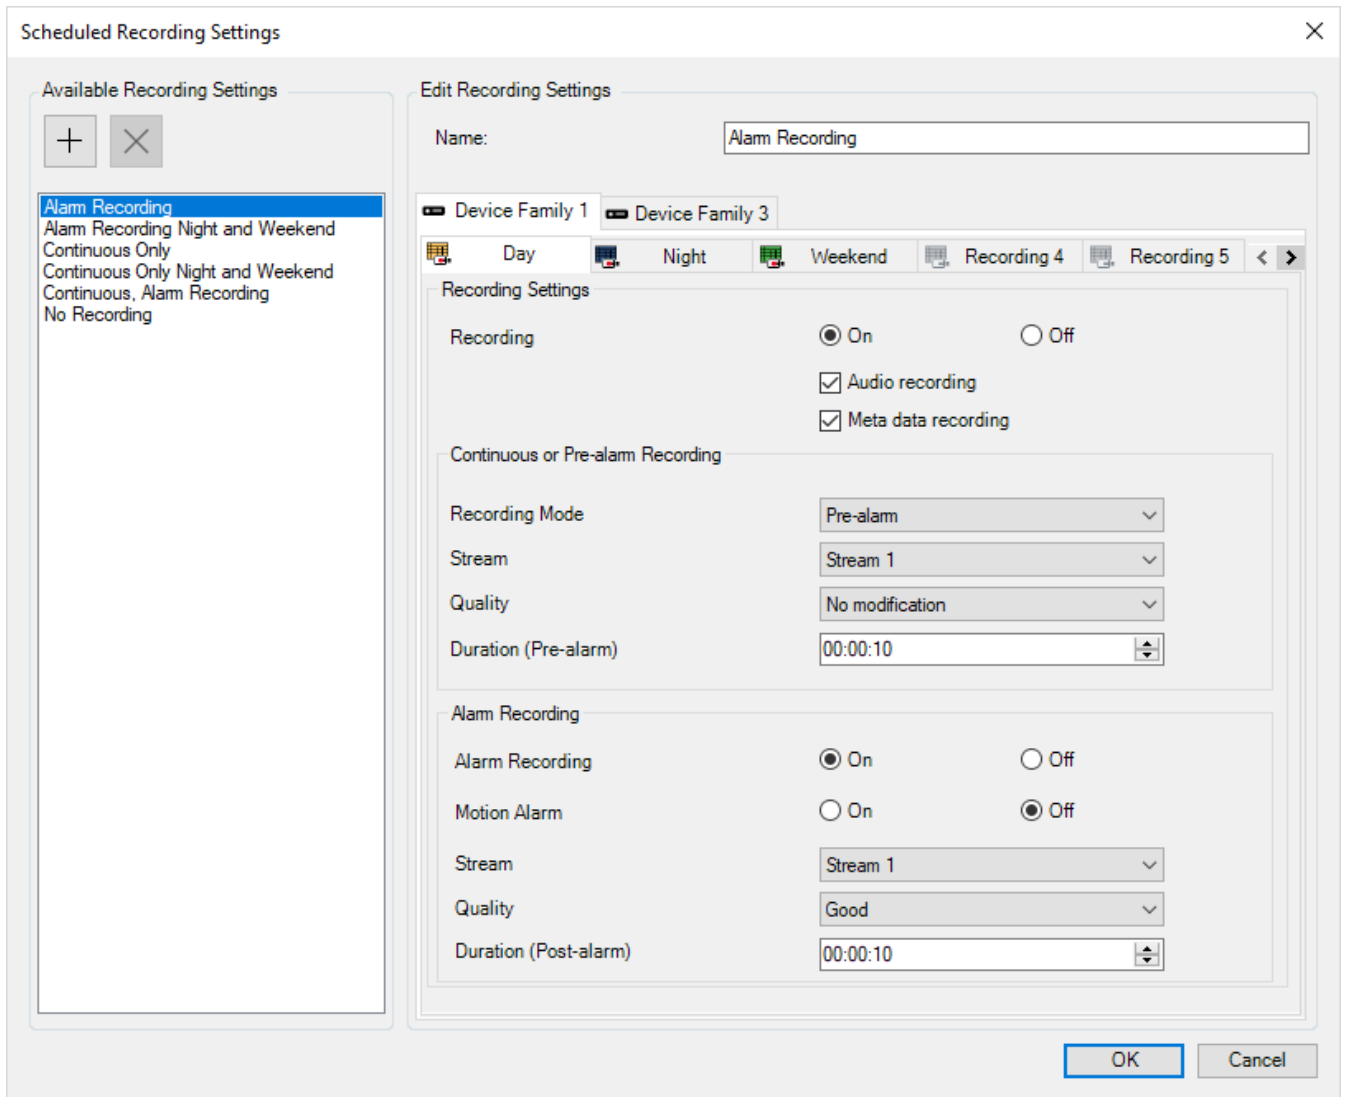 Scheduled Recording Settings
Available Recording Settings
Alarm Recording
Alarm Recording Night and Weekend
Continuous Only
Continuous Only Night and Weekend
Continuous, Alarm Recording
No Recording
Edit Recording Settings
Name: Alarm Recording
Device Family 1 Device Family 3
Day Night Weekend Recording 4 Recording 5
Recording Settings
Recording On Off
Audio recording
Meta data recording
Continuous or Pre-alarm Recording
Recording Mode Pre-alarm
Stream Stream 1
Quality No modification
Duration (Pre-alarm) 00:00:10
Alarm Recording
Alarm Recording On Off
Motion Alarm On Off
Stream Stream 1
Quality Good
Duration (Post-alarm) 00:00:10
OK Cancel